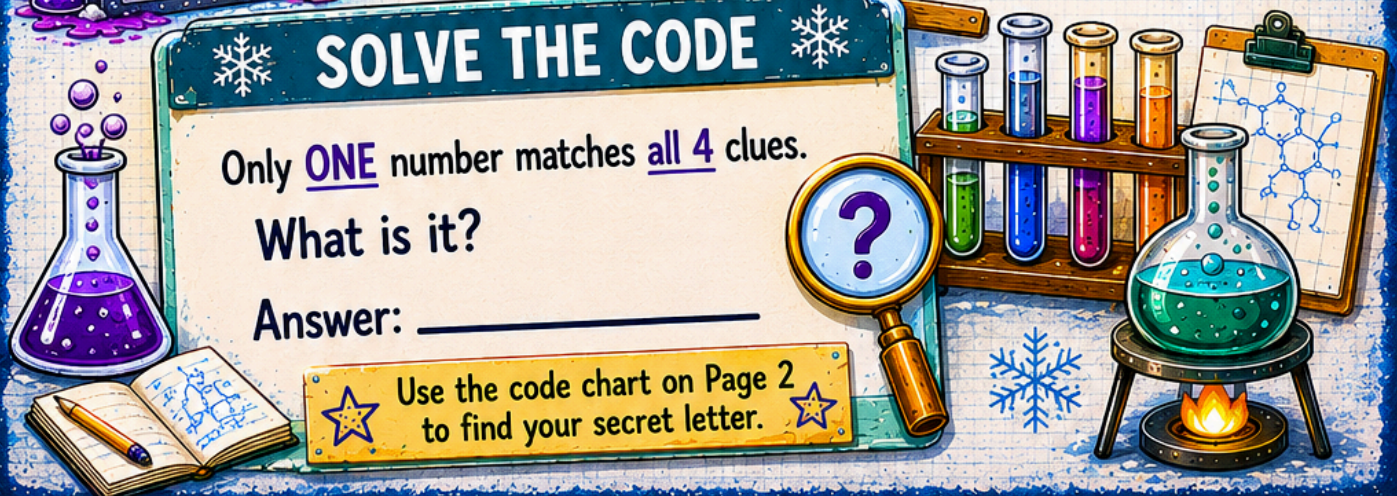 SOLVE THE CODE
Only ONE number matches all 4 clues.
What is it?
Answer:
?
Use the code chart on Page 2
to find your secret letter.